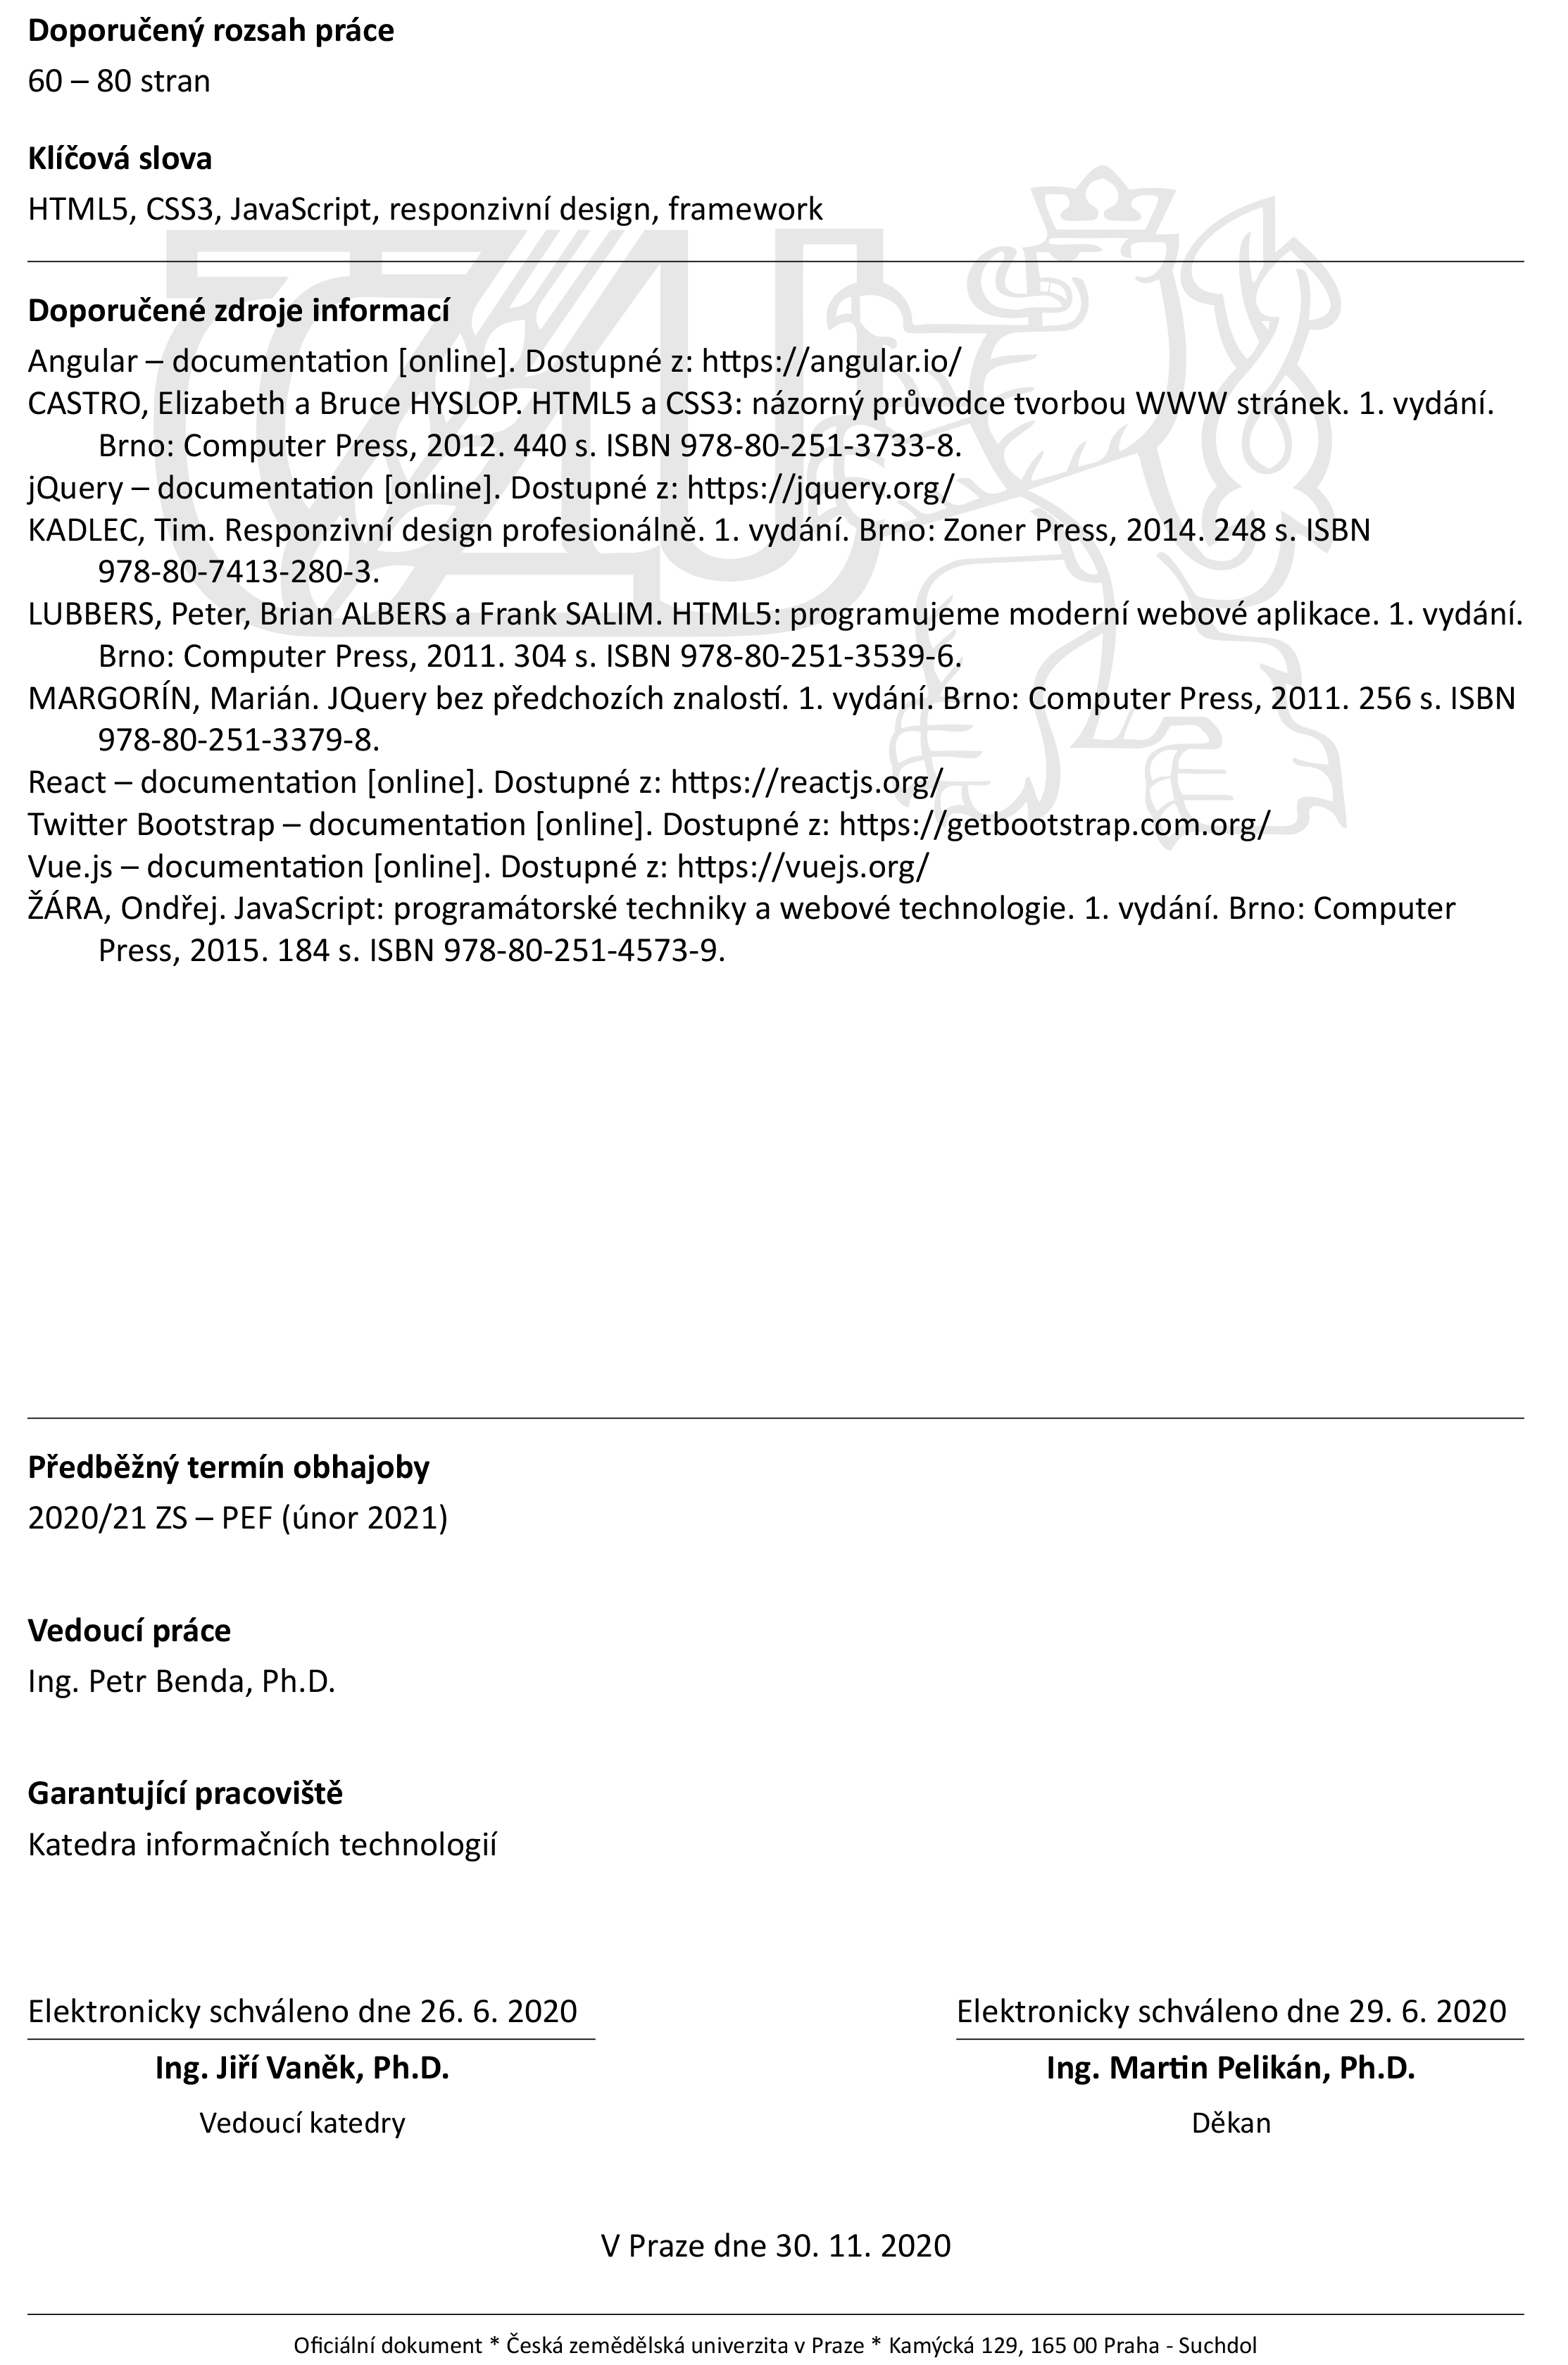 Doporučený rozsah práce
60 – 80 stran
Klíčová slova
HTML5, CSS3, JavaScript, responzivní design, framework
Doporučené zdroje informací
Angular – documentation [online]. Dostupné z: https://angular.io/
CASTRO, Elizabeth a Bruce HYSLOP. HTML5 a CSS3: názorný průvodce tvorbou WWW stránek. 1. vydání.
Brno: Computer Press, 2012. 440 s. ISBN 978-80-251-3733-8.
jQuery – documentation [online]. Dostupné z: https://jquery.org/
KADLEC, Tim. Responzivní design profesionálně. 1. vydání. Brno: Zoner Press, 2014. 248 s. ISBN
978-80-7413-280-3.
LUBBERS, Peter, Brian ALBERS a Frank SALIM. HTML5: programujeme moderní webové aplikace. 1. vydání.
Brno: Computer Press, 2011. 304 s. ISBN 978-80-251-3539-6.
MARGORÍN, Marián. JQuery bez předchozích znalostí. 1. vydání. Brno: Computer Press, 2011. 256 s. ISBN
978-80-251-3379-8.
React – documentation [online]. Dostupné z: https://reactjs.org/
Twitter Bootstrap – documentation [online]. Dostupné z: https://getbootstrap.com.org/
Vue.js – documentation [online]. Dostupné z: https://vuejs.org/
ŽÁRA, Ondřej. JavaScript: programátorské techniky a webové technologie. 1. vydání. Brno: Computer
Press, 2015. 184 s. ISBN 978-80-251-4573-9.
Předběžný termín obhajoby
2020/21 ZS – PEF (únor 2021)
Vedoucí práce
Ing. Petr Benda, Ph.D.
Garantující pracoviště
Katedra informačních technologií
Elektronicky schváleno dne 26. 6. 2020
Ing. Jiří Vaněk, Ph.D.
Vedoucí katedry
Elektronicky schváleno dne 29. 6. 2020
Ing. Martin Pelikán, Ph.D.
Děkan
V Praze dne 30. 11. 2020
Oficiální dokument * Česká zemědělská univerzita v Praze * Kamýcká 129, 165 00 Praha - Suchdol